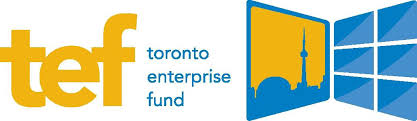 tef
toronto
enterprise
fund